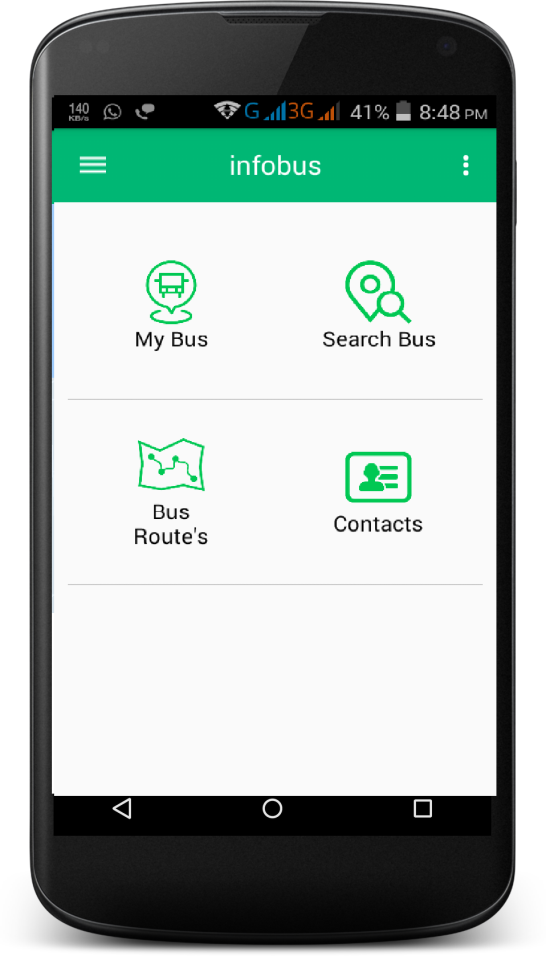 140 KB/s G 3G 41% 8:48 PM
infobus
My Bus Search Bus
Bus
Route's
Contacts